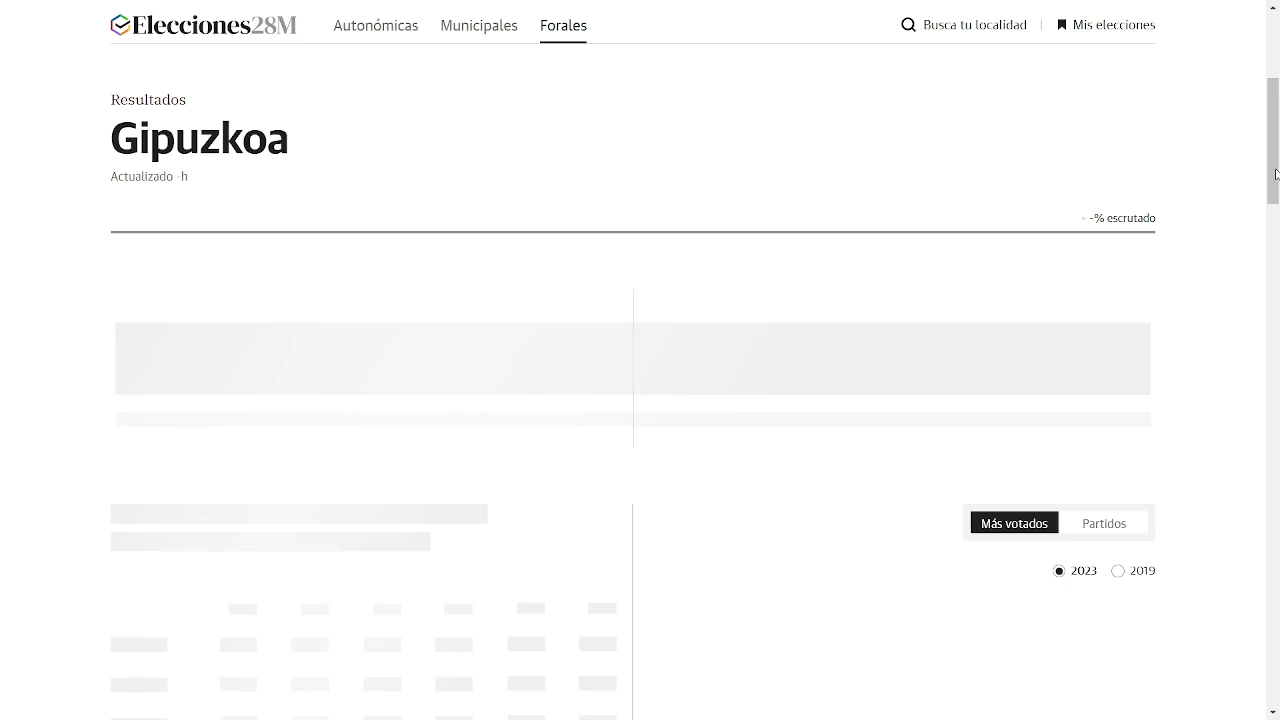 Elecciones28M Autonómicas Municipales Forales Busca tu localidad Mis elecciones
Resultados
Gipuzkoa
Actualizado -h
-% escrutado
Más votados Partidos
2023 2019